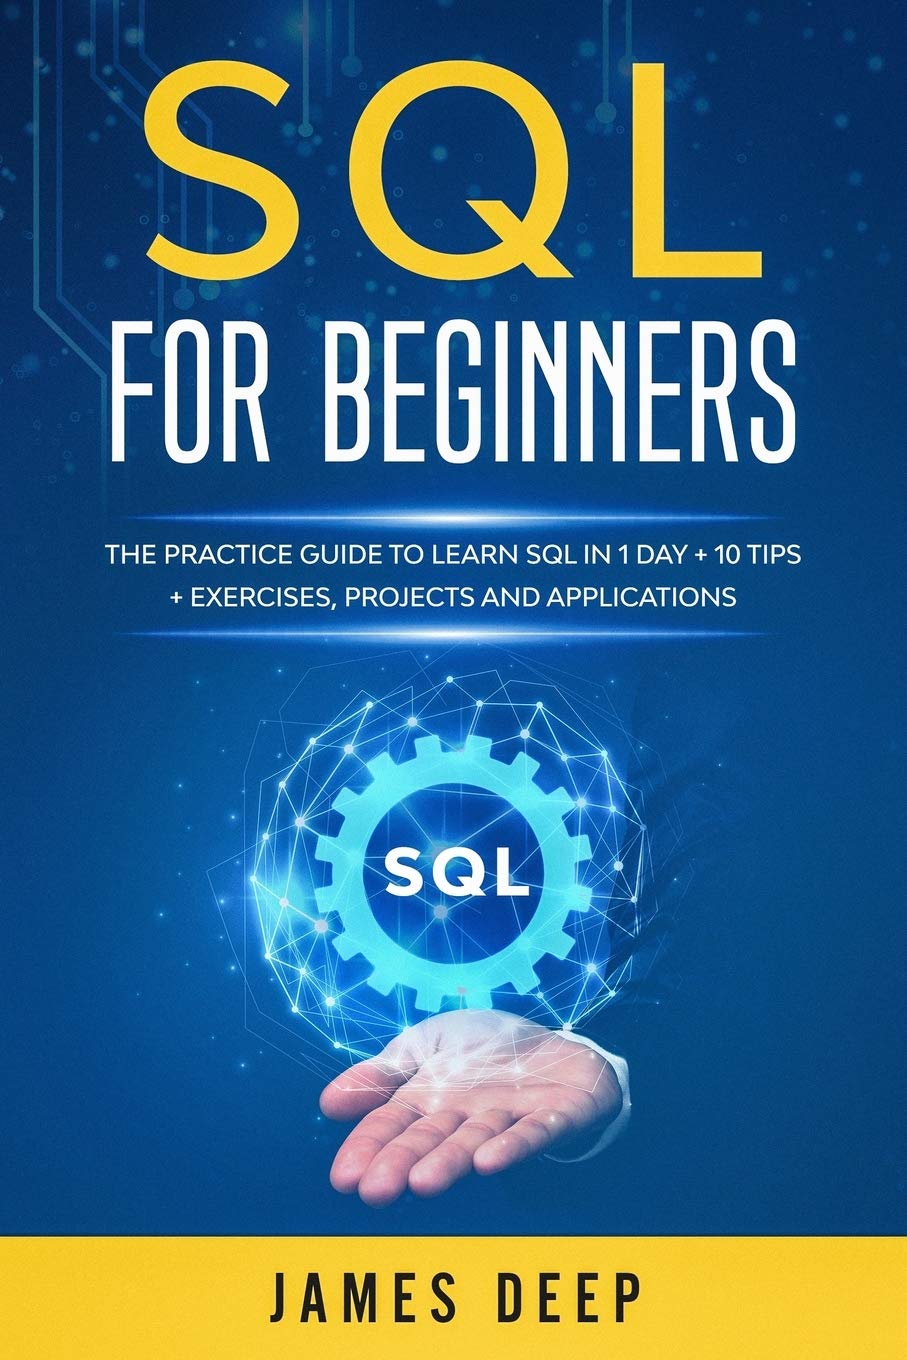 SQL
FOR BEGINNERS
THE PRACTICE GUIDE TO LEARN SQL IN 1 DAY + 10 TIPS
+ EXERCISES, PROJECTS AND APPLICATIONS
SQL
JAMES DEEP